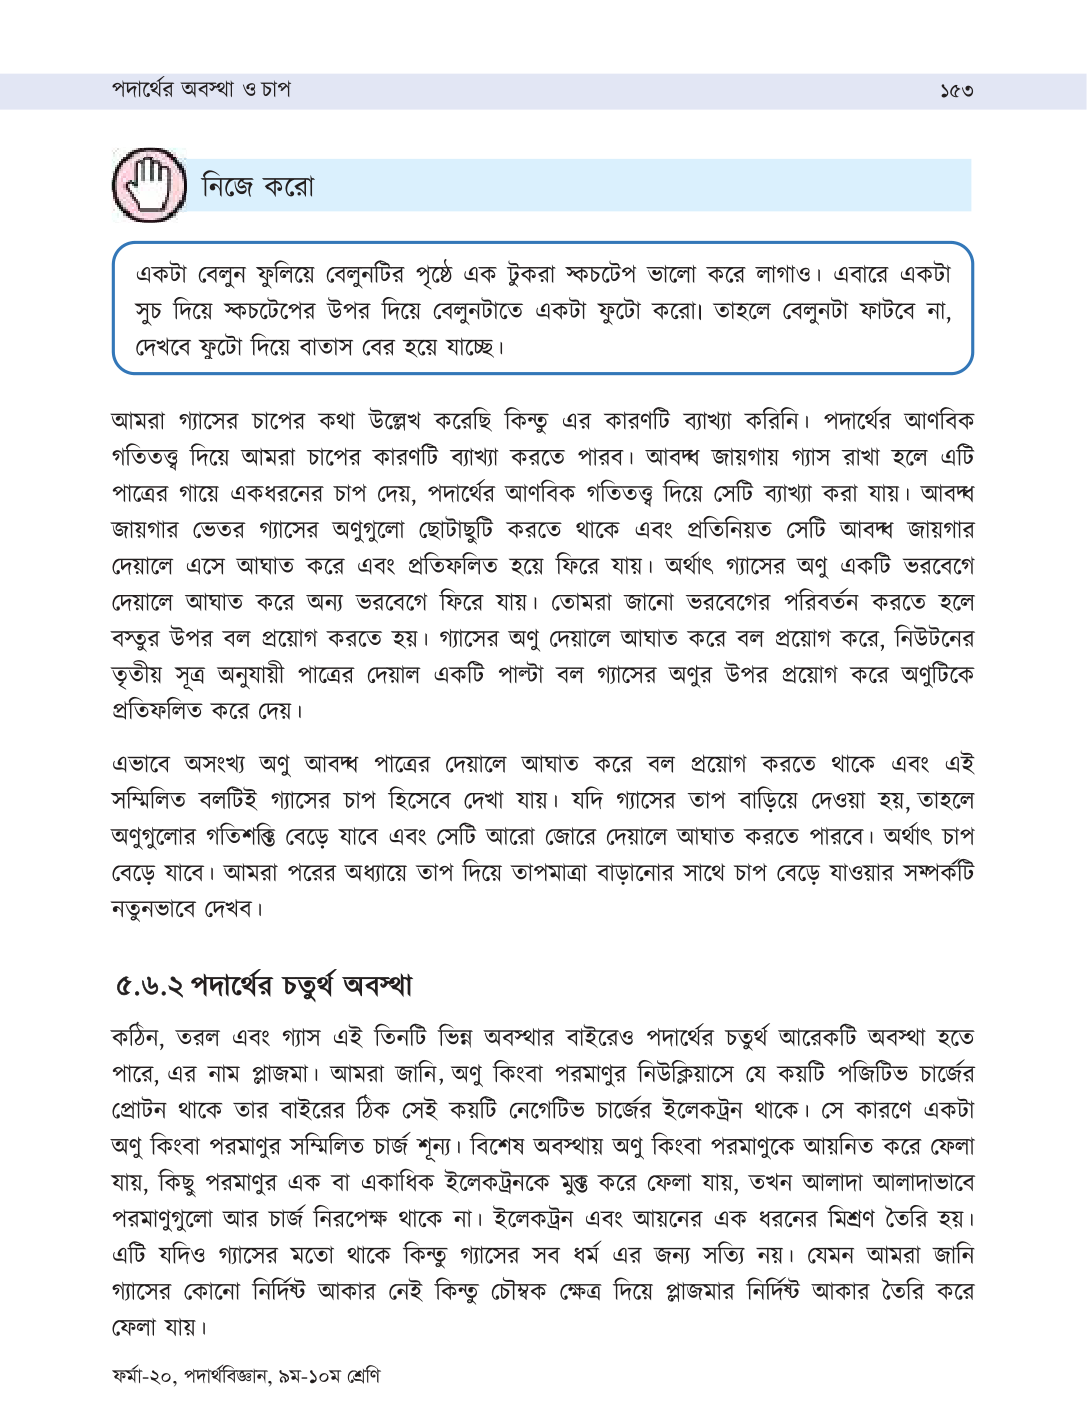 পদার্থের অবস্থা ও চাপ ১৫৩
নিজে করো
একটা বেলুন ফুলিয়ে বেলুনটির পৃষ্ঠে এক টুকরা স্কচটেপ ভালো করে লাগাও। এবারে একটা
সুচ দিয়ে স্কচটেপের উপর দিয়ে বেলুনটাতে একটা ফুটো করো। তাহলে বেলুনটা ফাটবে না,
দেখবে ফুটো দিয়ে বাতাস বের হয়ে যাচ্ছে।
আমরা গ্যাসের চাপের কথা উল্লেখ করেছি কিন্তু এর কারণটি ব্যাখ্যা করিনি। পদার্থের আণবিক
গতিতত্ত্ব দিয়ে আমরা চাপের কারণটি ব্যাখ্যা করতে পারব। আবদ্ধ জায়গায় গ্যাস রাখা হলে এটি
পাত্রের গায়ে একধরনের চাপ দেয়, পদার্থের আণবিক গতিতত্ত্ব দিয়ে সেটি ব্যাখ্যা করা যায়। আবদ্ধ
জায়গার ভেতর গ্যাসের অণুগুলো ছোটাছুটি করতে থাকে এবং প্রতিনিয়ত সেটি আবদ্ধ জায়গার
দেয়ালে এসে আঘাত করে এবং প্রতিফলিত হয়ে ফিরে যায়। অর্থাৎ গ্যাসের অণু একটি ভরবেগে
দেয়ালে আঘাত করে অন্য ভরবেগে ফিরে যায়। তোমরা জানো ভরবেগের পরিবর্তন করতে হলে
বস্তুর উপর বল প্রয়োগ করতে হয়। গ্যাসের অণু দেয়ালে আঘাত করে বল প্রয়োগ করে, নিউটনের
তৃতীয় সূত্র অনুযায়ী পাত্রের দেয়াল একটি পাল্টা বল গ্যাসের অণুর উপর প্রয়োগ করে অণুটিকে
প্রতিফলিত করে দেয়।
এভাবে অসংখ্য অণু আবদ্ধ পাত্রের দেয়ালে আঘাত করে বল প্রয়োগ করতে থাকে এবং এই
সম্মিলিত বলটিই গ্যাসের চাপ হিসেবে দেখা যায়। যদি গ্যাসের তাপ বাড়িয়ে দেওয়া হয়, তাহলে
অণুগুলোর গতিশক্তি বেড়ে যাবে এবং সেটি আরো জোরে দেয়ালে আঘাত করতে পারবে। অর্থাৎ চাপ
বেড়ে যাবে। আমরা পরের অধ্যায়ে তাপ দিয়ে তাপমাত্রা বাড়ানোর সাথে চাপ বেড়ে যাওয়ার সম্পর্কটি
নতুনভাবে দেখব।
৫.৬.২ পদার্থের চতুর্থ অবস্থা
কঠিন, তরল এবং গ্যাস এই তিনটি ভিন্ন অবস্থার বাইরেও পদার্থের চতুর্থ আরেকটি অবস্থা হতে
পারে, এর নাম প্লাজমা। আমরা জানি, অণু কিংবা পরমাণুর নিউক্লিয়াসে যে কয়টি পজিটিভ চার্জের
প্রোটন থাকে তার বাইরের ঠিক সেই কয়টি নেগেটিভ চার্জের ইলেকট্রন থাকে। সে কারণে একটা
অণু কিংবা পরমাণুর সম্মিলিত চার্জ শূন্য। বিশেষ অবস্থায় অণু কিংবা পরমাণুকে আয়নিত করে ফেলা
যায়, কিছু পরমাণুর এক বা একাধিক ইলেকট্রনকে মুক্ত করে ফেলা যায়, তখন আলাদা আলাদাভাবে
পরমাণুগুলো আর চার্জ নিরপেক্ষ থাকে না। ইলেকট্রন এবং আয়নের এক ধরনের মিশ্রণ তৈরি হয়।
এটি যদিও গ্যাসের মতো থাকে কিন্তু গ্যাসের সব ধর্ম এর জন্য সত্যি নয়। যেমন আমরা জানি
গ্যাসের কোনো নির্দিষ্ট আকার নেই কিন্তু চৌম্বক ক্ষেত্র দিয়ে প্লাজমার নির্দিষ্ট আকার তৈরি করে
ফেলা যায়।
ফর্মা-২০, পদার্থবিজ্ঞান, ৯ম-১০ম শ্রেণি